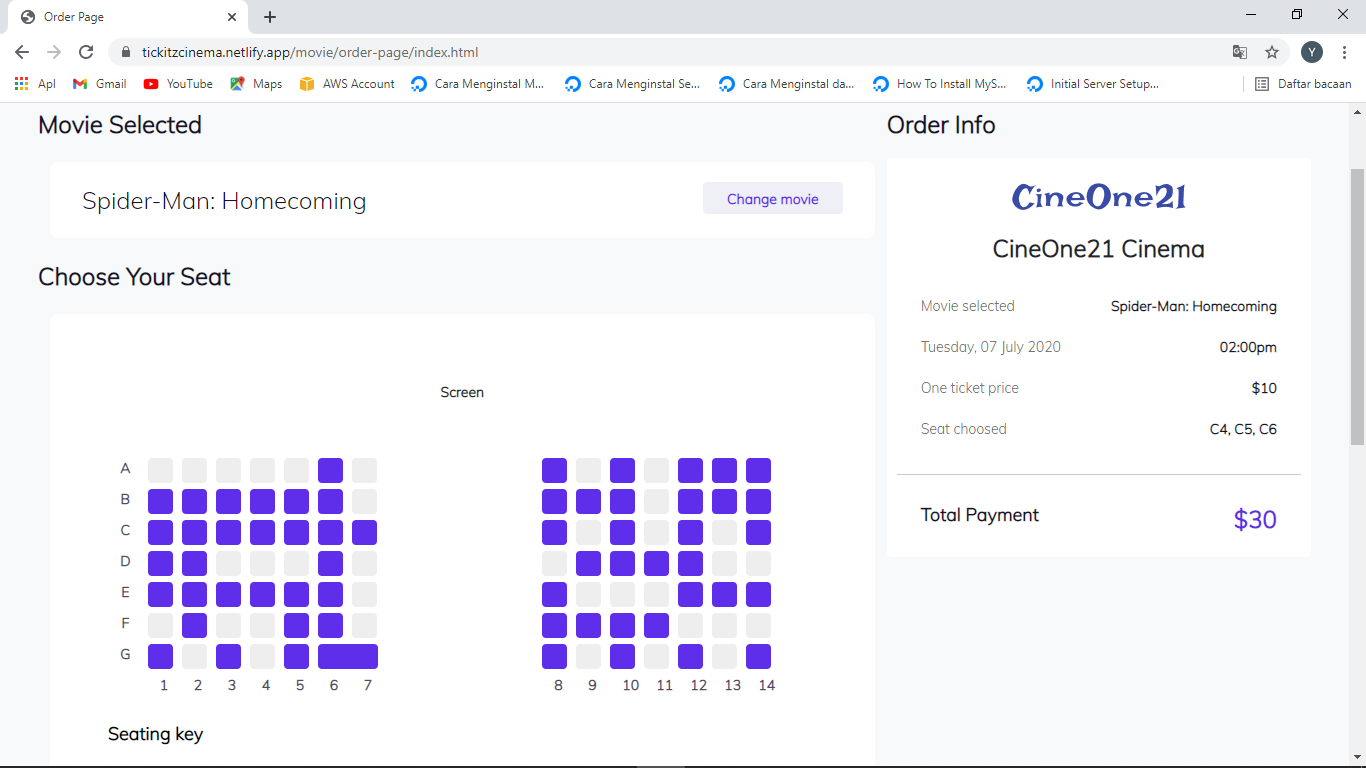 Order Page
tickitzcinema.netlify.app/movie/order-page/index.html
Y
Apl
Gmail
YouTube
Maps
AWS Account
Cara Menginstal M...
Cara Menginstal Se...
Cara Menginstal da...
How To Install MyS...
Initial Server Setup...
Daftar bacaan
Movie Selected
Spider-Man: Homecoming
Change movie
Choose Your Seat
Screen
A
B
C
D
E
F
G
1 2 3 4 5 6 7 8 9 10 11 12 13 14
Seating key
Order Info
CineOne21
CineOne21 Cinema
Movie selected Spider-Man: Homecoming
Tuesday, 07 July 2020 02:00pm
One ticket price $10
Seat choosed C4, C5, C6
Total Payment $30